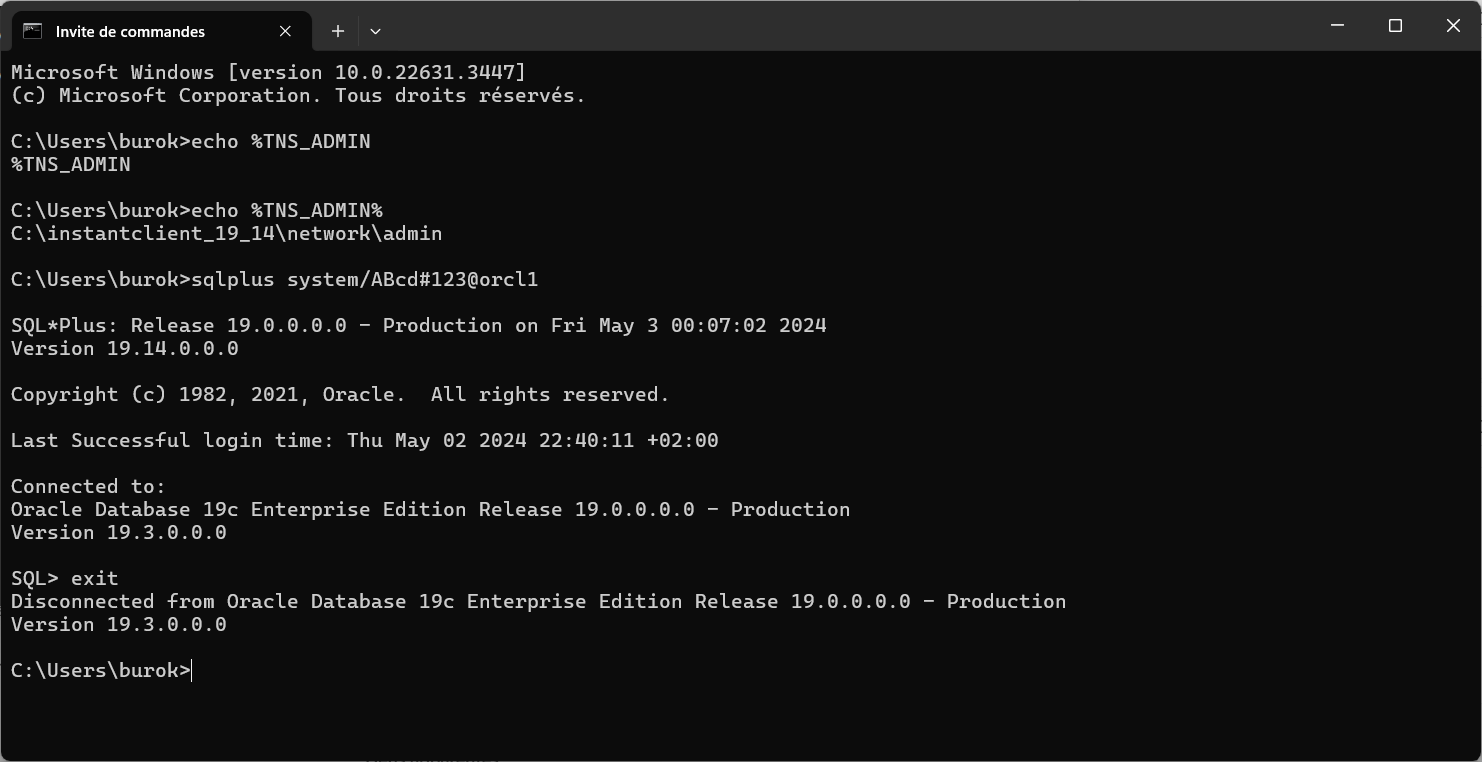 Invite de commandes
Microsoft Windows [version 10.0.22631.3447]
(c) Microsoft Corporation. Tous droits réservés.
C:\Users\burok>echo %TNS_ADMIN
%TNS_ADMIN
C:\Users\burok>echo %TNS_ADMIN%
C:\instantclient_19_14\network\admin
C:\Users\burok>sqlplus system/ABcd#123@orcl1
SQL*Plus: Release 19.0.0.0.0 - Production on Fri May 3 00:07:02 2024
Version 19.14.0.0.0
Copyright (c) 1982, 2021, Oracle.  All rights reserved.
Last Successful login time: Thu May 02 2024 22:40:11 +02:00
Connected to:
Oracle Database 19c Enterprise Edition Release 19.0.0.0.0 - Production
Version 19.3.0.0.0
SQL> exit
Disconnected from Oracle Database 19c Enterprise Edition Release 19.0.0.0.0 - Production
Version 19.3.0.0.0
C:\Users\burok>